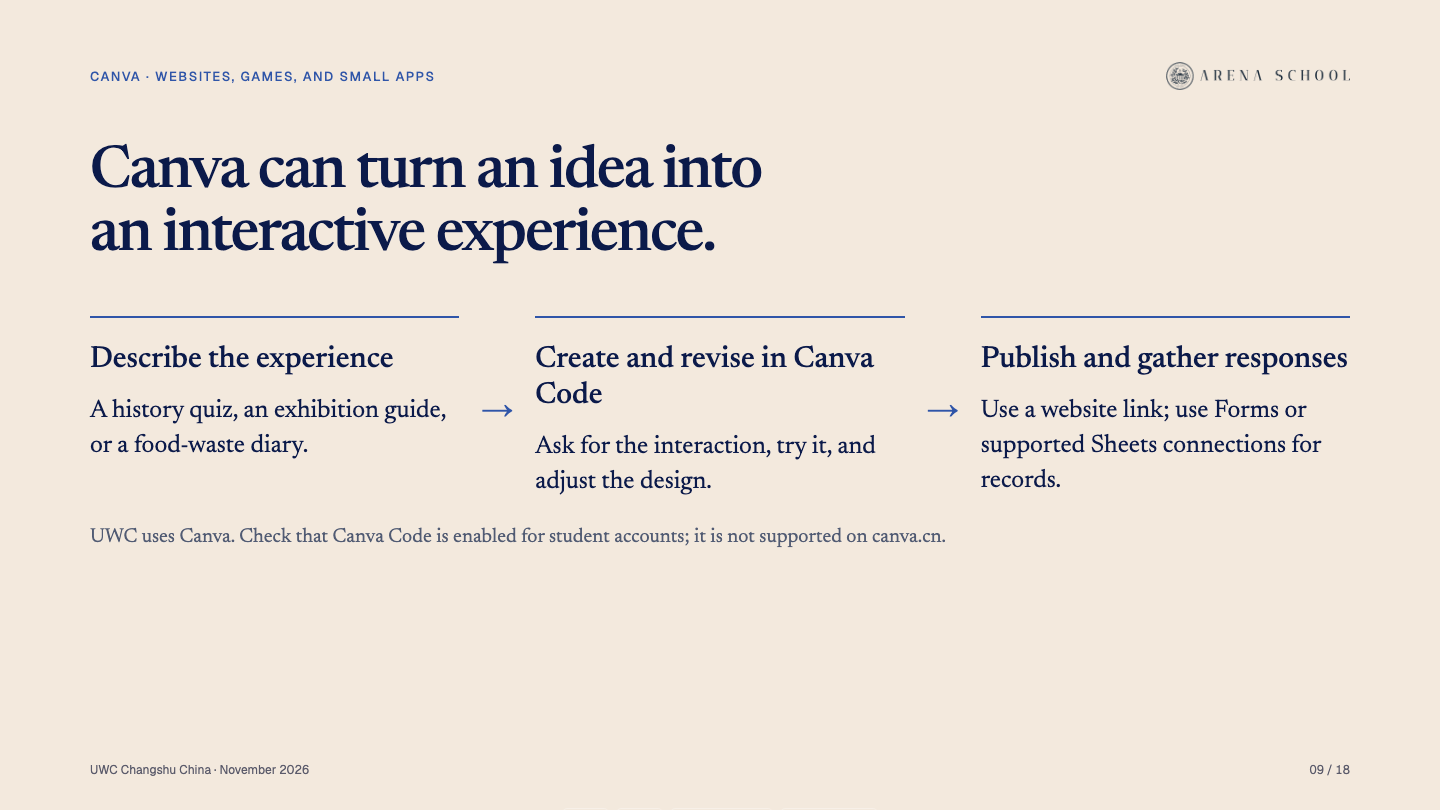 CANVA · WEBSITES, GAMES, AND SMALL APPS
ARENA SCHOOL
Canva can turn an idea into
an interactive experience.
Describe the experience
A history quiz, an exhibition guide,
or a food-waste diary.
→
Create and revise in Canva
Code
Ask for the interaction, try it, and
adjust the design.
→
Publish and gather responses
Use a website link; use Forms or
supported Sheets connections for
records.
UWC uses Canva. Check that Canva Code is enabled for student accounts; it is not supported on canva.cn.
UWC Changshu China · November 2026
09 / 18